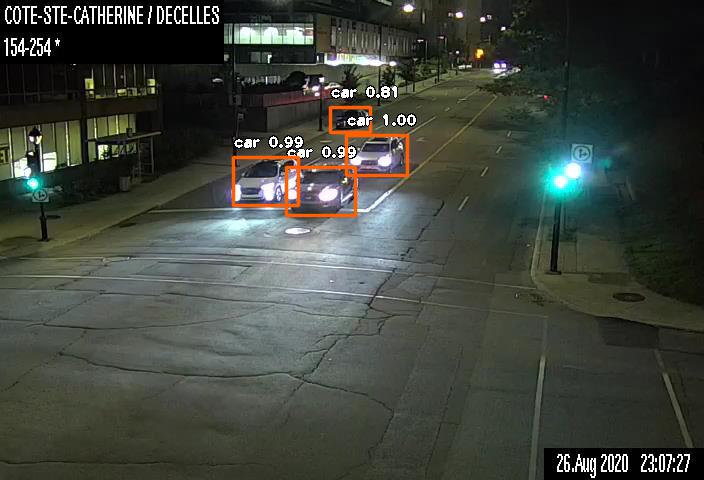 COTE-STE-CATHERINE / DECELLES
154-254 *
car 0.81
car 1.00
car 0.99
car 0.99
26.Aug 2020 23:07:27